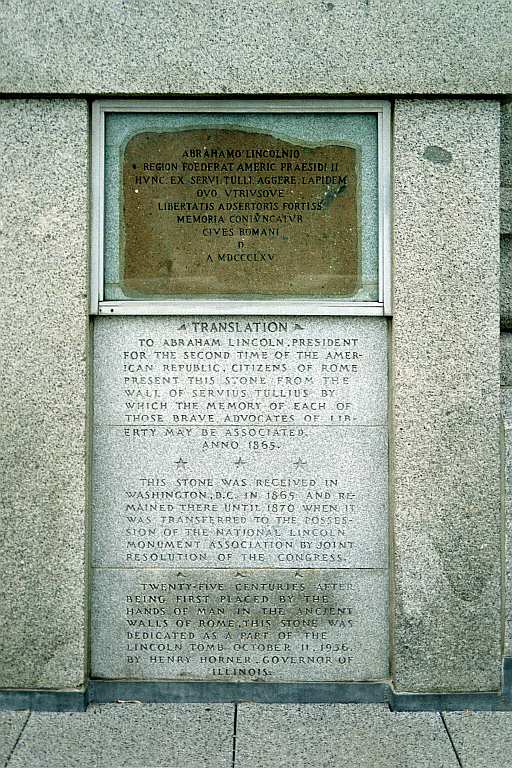 ABRAHAMO LINCOLNIO
REGION FOEDERAT AMERIC PRAESIDI II
HVNC EX SERVI TVLLI AGGERE LAPIDEM
QVO VTRIVSQVE
LIBERTATIS ADSERTORIS FORTISS
MEMORIA CONIVNCATVR
CIVES ROMANI
D
A MDCCCLXV
TRANSLATION
TO ABRAHAM LINCOLN, PRESIDENT
FOR THE SECOND TIME OF THE AMER-
ICAN REPUBLIC, CITIZENS OF ROME
PRESENT THIS STONE FROM THE
WALL OF SERVIUS TULLIUS BY
WHICH THE MEMORY OF EACH OF
THOSE BRAVE ADVOCATES OF LIB-
ERTY MAY BE ASSOCIATED.
ANNO 1865.
THIS STONE WAS RECEIVED IN
WASHINGTON, D.C. IN 1865 AND RE-
MAINED THERE UNTIL 1870 WHEN IT
WAS TRANSFERRED TO THE POSSES-
SION OF THE NATIONAL LINCOLN
MONUMENT ASSOCIATION BY JOINT
RESOLUTION OF THE CONGRESS.
TWENTY-FIVE CENTURIES AFTER
BEING FIRST PLACED BY THE
HANDS OF MAN IN THE ANCIENT
WALLS OF ROME, THIS STONE WAS
DEDICATED AS A PART OF THE
LINCOLN TOMB, OCTOBER 11, 1936,
BY HENRY HORNER, GOVERNOR OF
ILLINOIS.